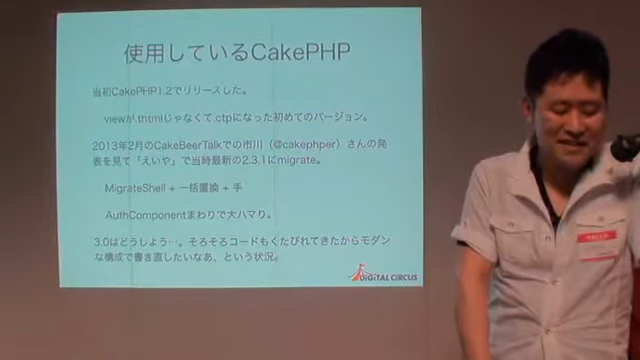 使用しているCakePHP
当初CakePHP1.2でリリースした。
viewが.thtmlじゃなくて.ctpになった初めてのバージョン。
2013年2月のCakeBeerTalkでの市川（@cakephper）さんの発
表を見て「えいや」で当時最新の2.3.1にmigrate。
MigrateShell + 一括置換 + 手
AuthComponentまわりで大ハマり。
3.0はどうしよう…。そろそろコードもくたびれてきたからモダン
な構成で書き直したいなあ、という状況。
DiGiTAL CiRCUS